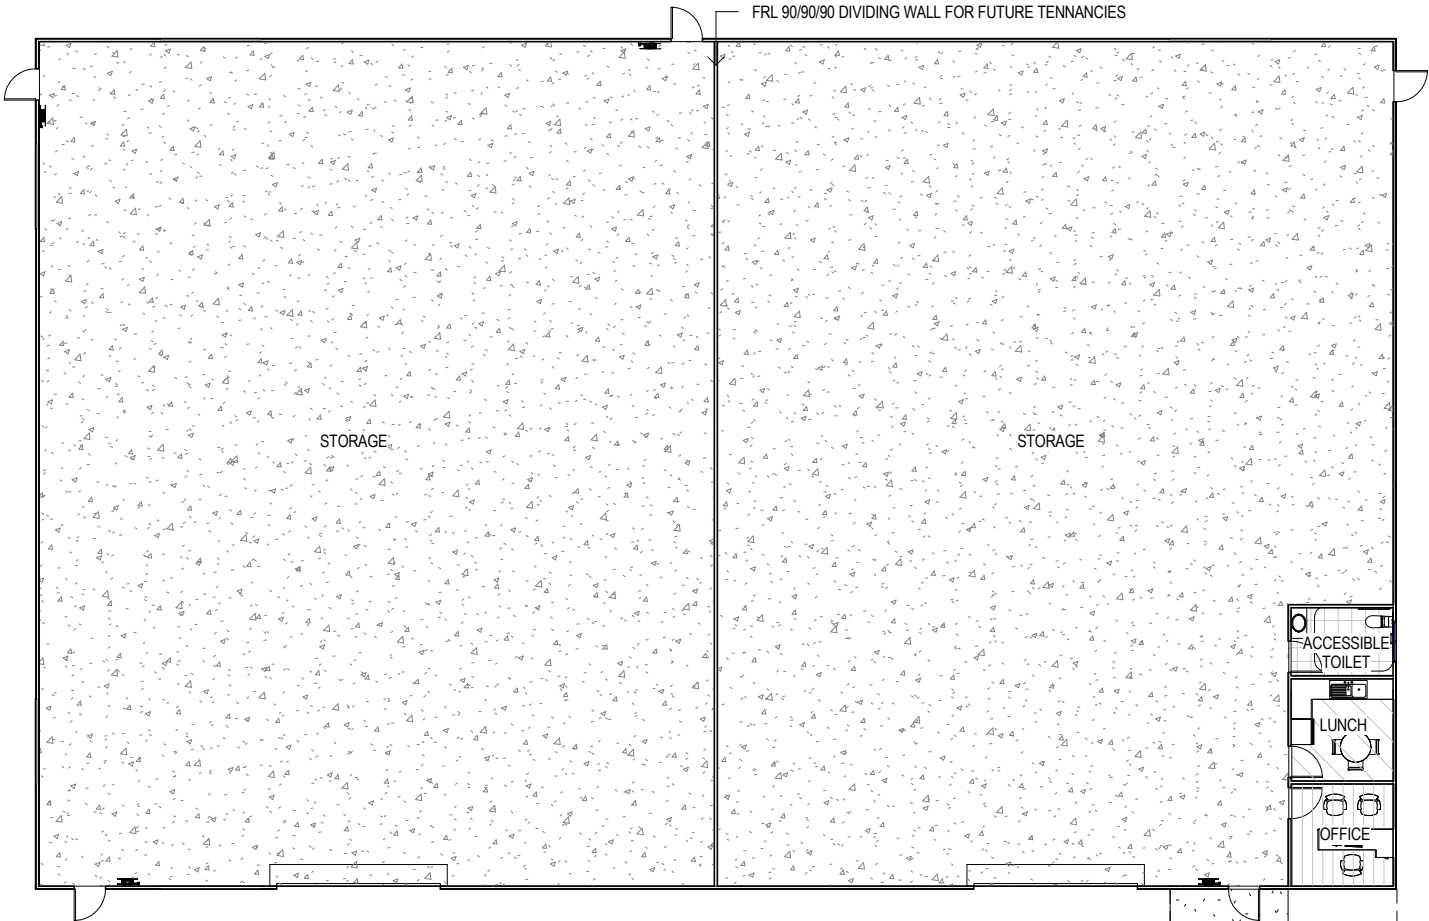 FRL 90/90/90 DIVIDING WALL FOR FUTURE TENNANCIES
STORAGE
STORAGE
ACCESSIBLE
TOILET
LUNCH
OFFICE